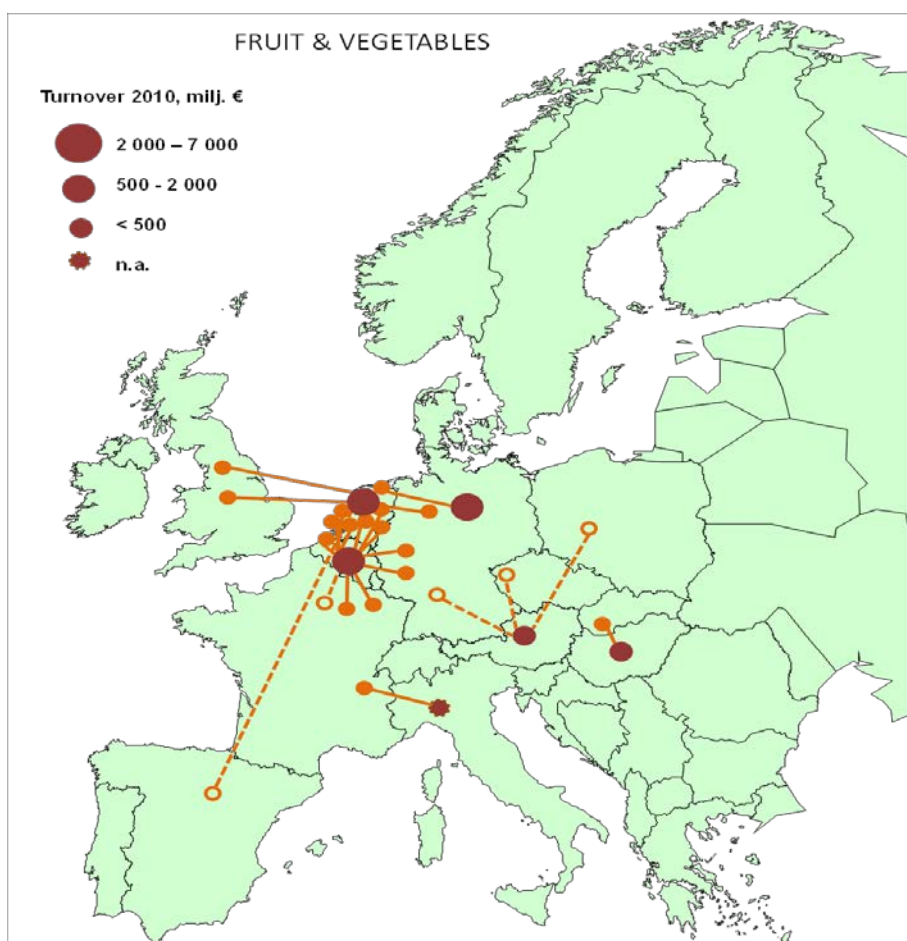 FRUIT & VEGETABLES
Turnover 2010, milj. €
2 000 – 7 000
500 - 2 000
< 500
n.a.